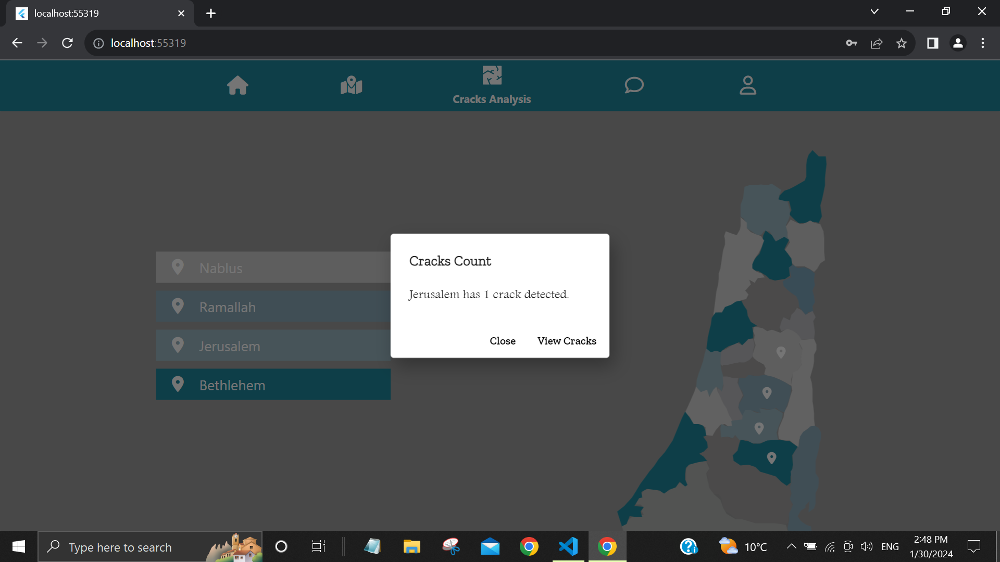 localhost:55319
localhost:55319
Cracks Analysis
Nablus
Ramallah
Jerusalem
Bethlehem
Cracks Count
Jerusalem has 1 crack detected.
Close View Cracks
Type here to search
10°C
ENG
2:48 PM
1/30/2024